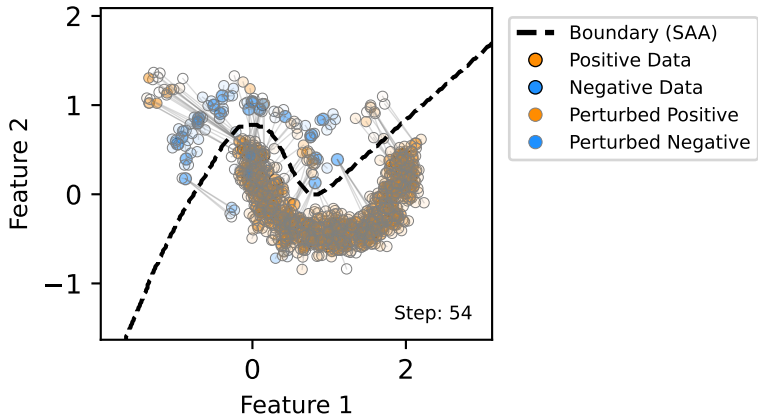 2
1
0
−1
Feature 2
0
2
Feature 1
Step: 54
Boundary (SAA)
Positive Data
Negative Data
Perturbed Positive
Perturbed Negative